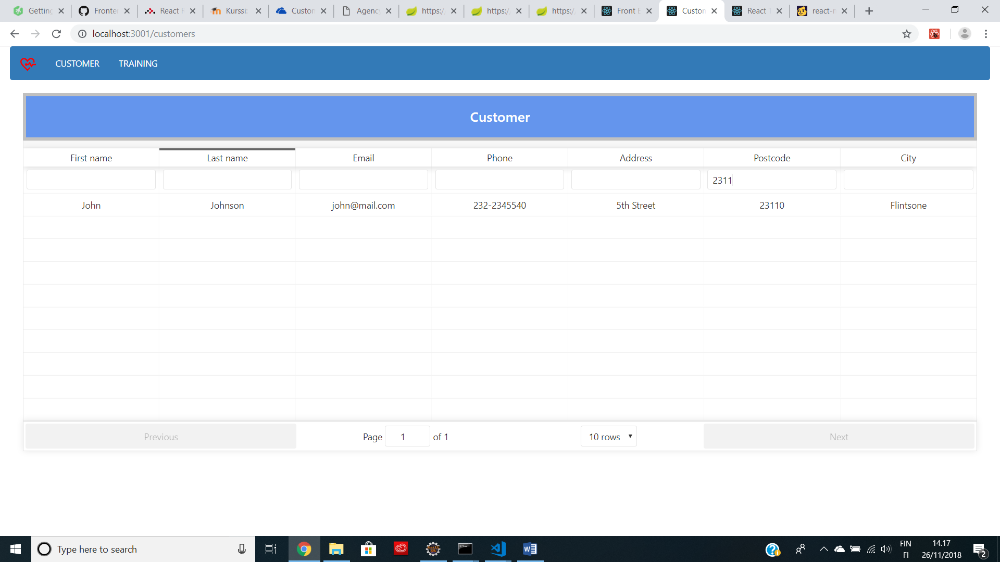 Getting
Fronte
React F
Kurssi:
Custon
Agency
https:/
https:/
https:/
Front E
Custon
React T
react-r
localhost:3001/customers
CUSTOMER
TRAINING
Customer
First name
Last name
Email
Phone
Address
Postcode
City
2311
John
Johnson
john@mail.com
232-2345540
5th Street
23110
Flintsone
Previous
Page 1 of 1
10 rows
Next
Type here to search
FIN
FI
14.17
26/11/2018
2